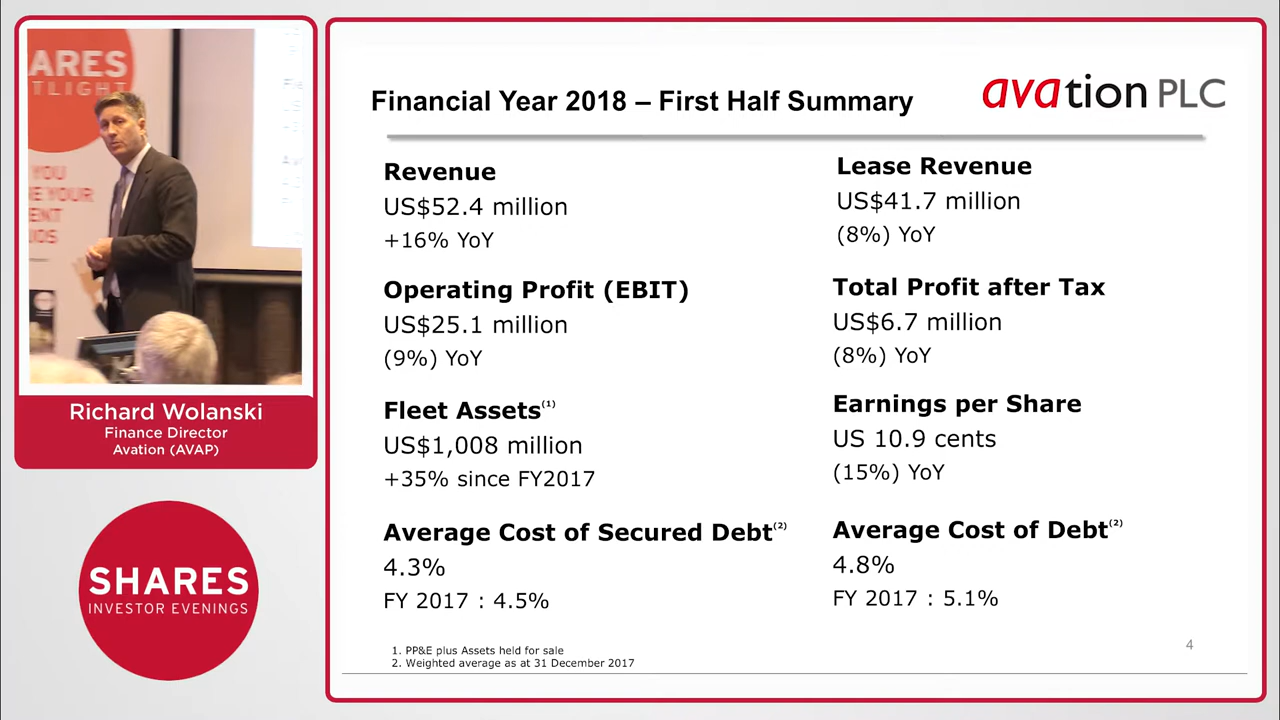 ARES
TLIGHT
YOU
E YOUR
ENT
JOS
Richard Wolanski
Finance Director
Avation (AVAP)
SHARES
INVESTOR EVENINGS
Financial Year 2018 – First Half Summary
avation PLC
Revenue
US$52.4 million
+16% YoY
Lease Revenue
US$41.7 million
(8%) YoY
Operating Profit (EBIT)
US$25.1 million
(9%) YoY
Total Profit after Tax
US$6.7 million
(8%) YoY
Fleet Assets(1)
US$1,008 million
+35% since FY2017
Earnings per Share
US 10.9 cents
(15%) YoY
Average Cost of Secured Debt(2)
4.3%
FY 2017 : 4.5%
Average Cost of Debt(2)
4.8%
FY 2017 : 5.1%
1. PP&E plus Assets held for sale
2. Weighted average as at 31 December 2017
4